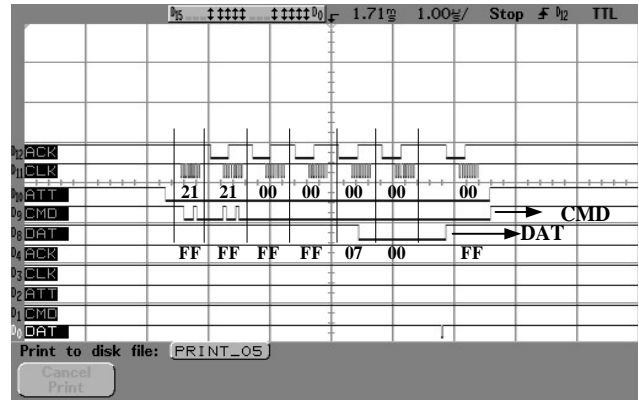 D15 D0 1.71ms 1.00ms/ Stop D12 TTL
D12 ACK
D11 CLK
D10 ATT 21 21 00 00 00 00 00
D9 CMD CMD
D8 DAT DAT
D4 ACK FF FF FF FF 07 00 FF
D3 CLK
D2 ATT
D1 CMD
D0 DAT
Print to disk file: PRINT_05
Cancel
Print